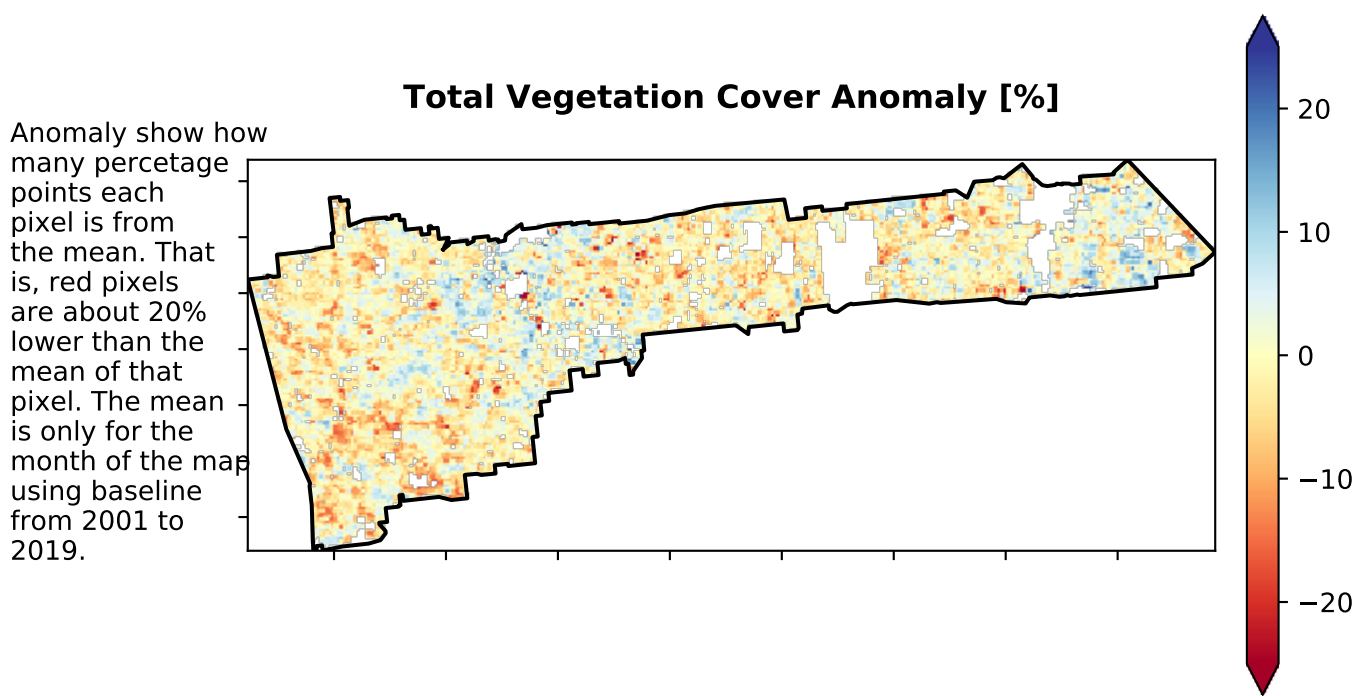 Total Vegetation Cover Anomaly [%]
Anomaly show how
many percetage
points each
pixel is from
the mean. That
is, red pixels
are about 20%
lower than the
mean of that
pixel. The mean
is only for the
month of the map
using baseline
from 2001 to
2019.
20
10
0
−10
−20